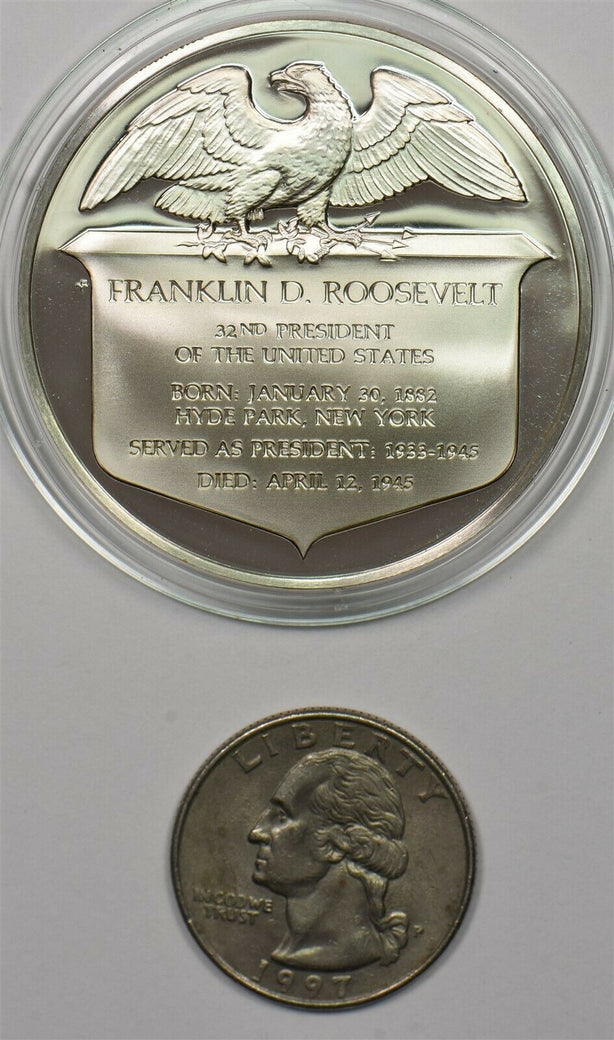 FRANKLIN D. ROOSEVELT
32ND PRESIDENT
OF THE UNITED STATES
BORN: JANUARY 30, 1882
HYDE PARK, NEW YORK
SERVED AS PRESIDENT: 1933-1945
DIED: APRIL 12, 1945
LIBERTY
IN GOD WE
TRUST
P
1997